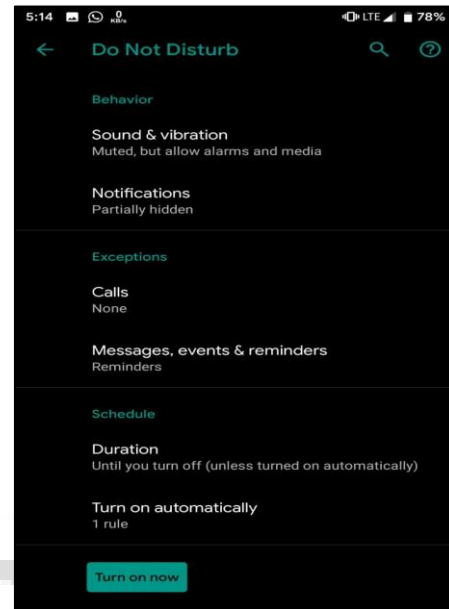 5:14 0 KB/s LTE 78%
Do Not Disturb
Behavior
Sound & vibration
Muted, but allow alarms and media
Notifications
Partially hidden
Exceptions
Calls
None
Messages, events & reminders
Reminders
Schedule
Duration
Until you turn off (unless turned on automatically)
Turn on automatically
1 rule
Turn on now